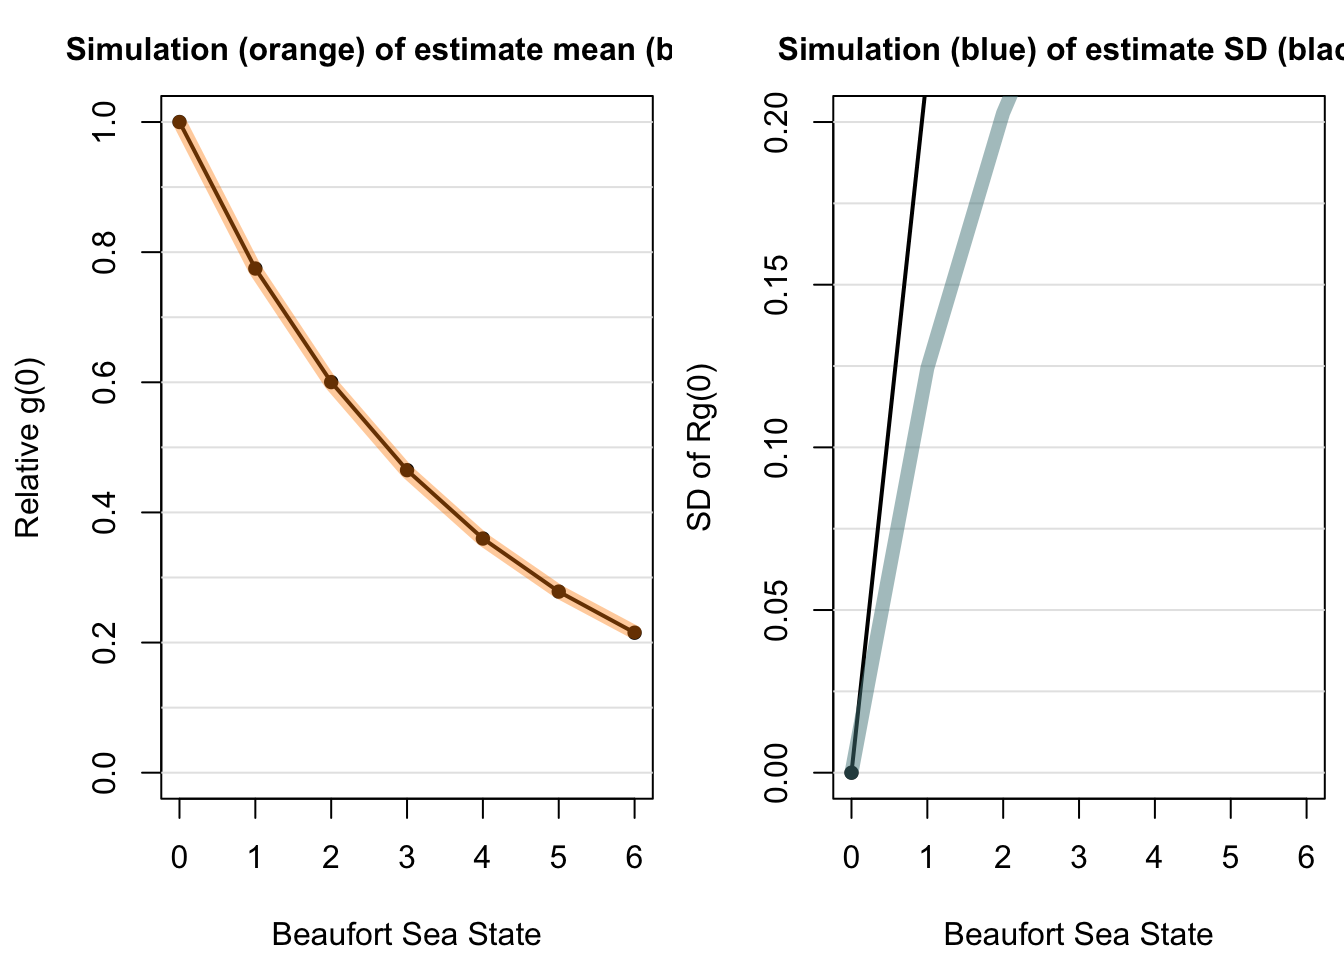 Simulation (orange) of estimate mean (b
Relative g(0)
1.0
0.8
0.6
0.4
0.2
0.0
0 1 2 3 4 5 6
Beaufort Sea State
Simulation (blue) of estimate SD (blac
SD of Rg(0)
0.20
0.15
0.10
0.05
0.00
0 1 2 3 4 5 6
Beaufort Sea State